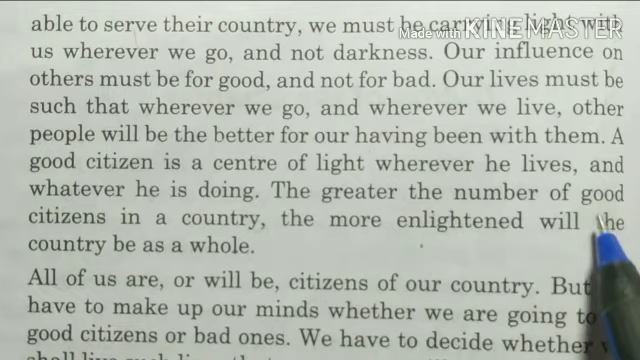 Made with KINEMASTER
able to serve their country, we must be carrying light with
us wherever we go, and not darkness. Our influence on
others must be for good, and not for bad. Our lives must be
such that wherever we go, and wherever we live, other
people will be the better for our having been with them. A
good citizen is a centre of light wherever he lives, and
whatever he is doing. The greater the number of good
citizens in a country, the more enlightened will the
country be as a whole.
All of us are, or will be, citizens of our country. But
have to make up our minds whether we are going to
good citizens or bad ones. We have to decide whether